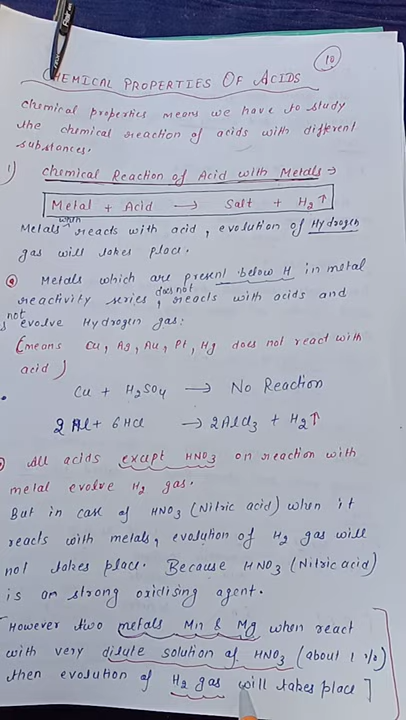 10
CHEMICAL PROPERTIES OF ACIDS
chemical properties means we have to study
the chemical reaction of acids with different
substances.
1) chemical Reaction of Acid with Metals →
Metal + Acid → Salt + H2↑
Metals when reacts with acid, evolution of Hydrogen
gas will takes place.
Metals which are present below H in metal
reactivity series, does not reacts with acids and
not evolve Hydrogen gas:
(means Cu, Ag, Au, Pt, Hg does not react with
acid)
Cu + H2SO4 → No Reaction
2Al + 6HCl → 2AlCl3 + H2↑
All acids except HNO3 on reaction with
metal evolve H2 gas.
But in case of HNO3 (Nitric acid) when it
reacts with metals, evolution of H2 gas will
not takes place. Because HNO3 (Nitric acid)
is an strong oxidising agent.
[However two metals Mn & Mg when react
with very dilute solution of HNO3 (about 1%)
then evolution of H2 gas will takes place]